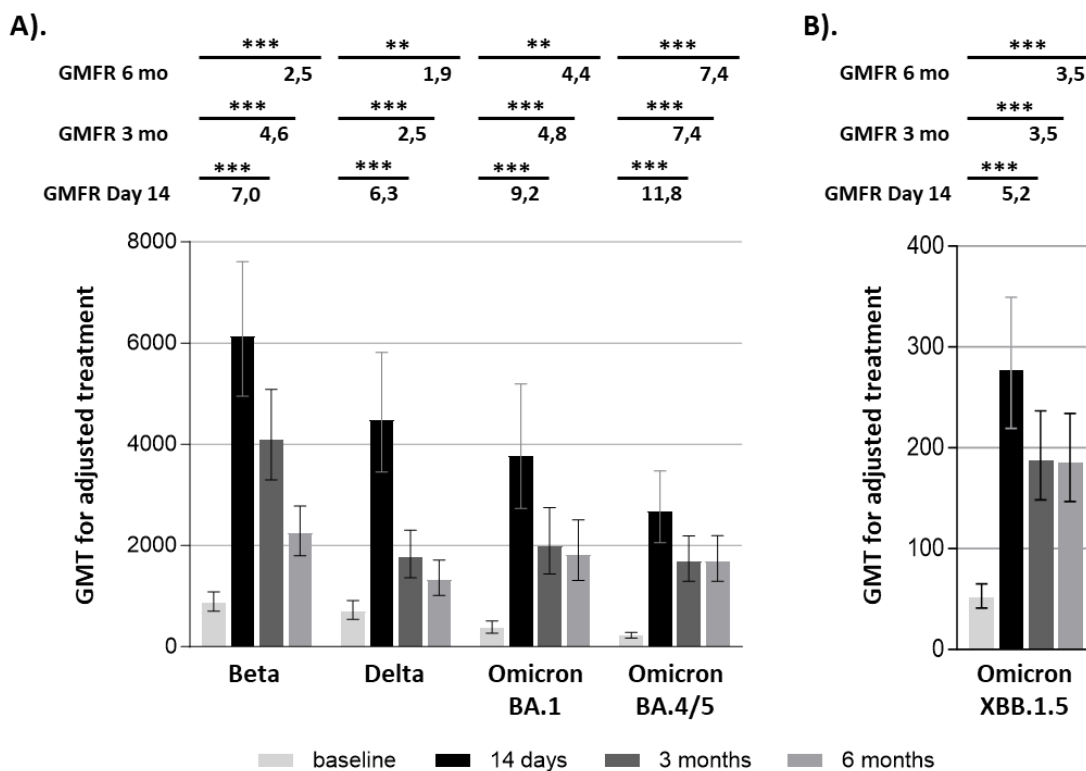 A).
*** ** ** ***
GMFR 6 mo 2,5 1,9 4,4 7,4
*** *** *** ***
GMFR 3 mo 4,6 2,5 4,8 7,4
*** *** *** ***
GMFR Day 14 7,0 6,3 9,2 11,8
GMT for adjusted treatment
8000
6000
4000
2000
0
Beta Delta Omicron Omicron
BA.1 BA.4/5
B).
***
GMFR 6 mo 3,5
***
GMFR 3 mo 3,5
***
GMFR Day 14 5,2
GMT for adjusted treatment
400
300
200
100
0
Omicron
XBB.1.5
baseline 14 days 3 months 6 months